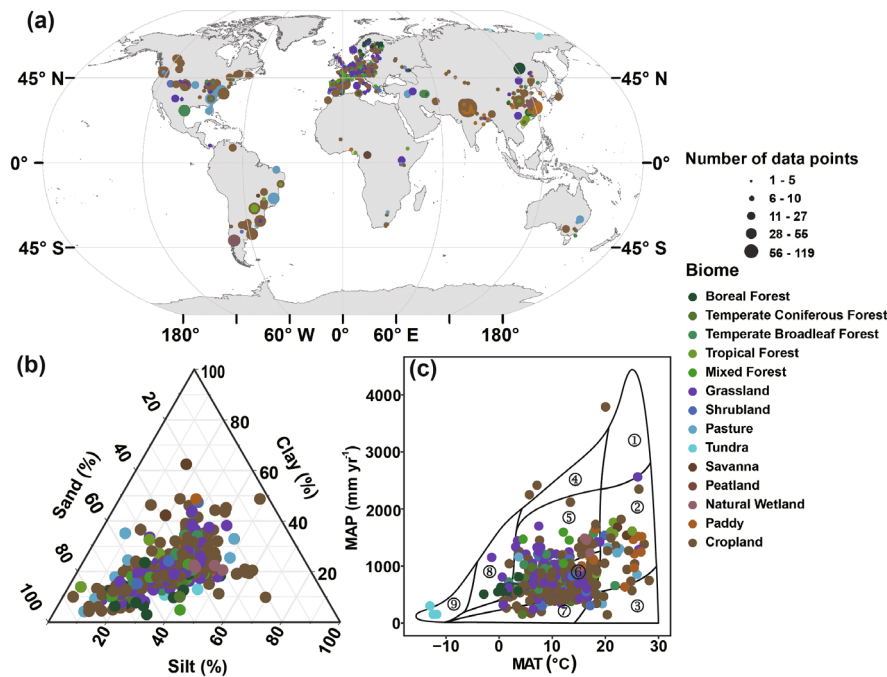 (a)
45° N
45° N
0°
0°
45° S
45° S
180°
60° W
0°
60° E
180°
Number of data points
1 - 5
6 - 10
11 - 27
28 - 55
56 - 119
Biome
Boreal Forest
Temperate Coniferous Forest
Temperate Broadleaf Forest
Tropical Forest
Mixed Forest
Grassland
Shrubland
Pasture
Tundra
Savanna
Peatland
Natural Wetland
Paddy
Cropland
(b)
100
20
80
40
60
60
40
80
20
100
Sand (%)
Clay (%)
20
40
60
80
100
Silt (%)
(c)
4000
3000
2000
1000
0
MAP (mm yr⁻¹)
①
④
②
⑤
⑧
⑥
⑨
⑦
③
−10
0
10
20
30
MAT (°C)